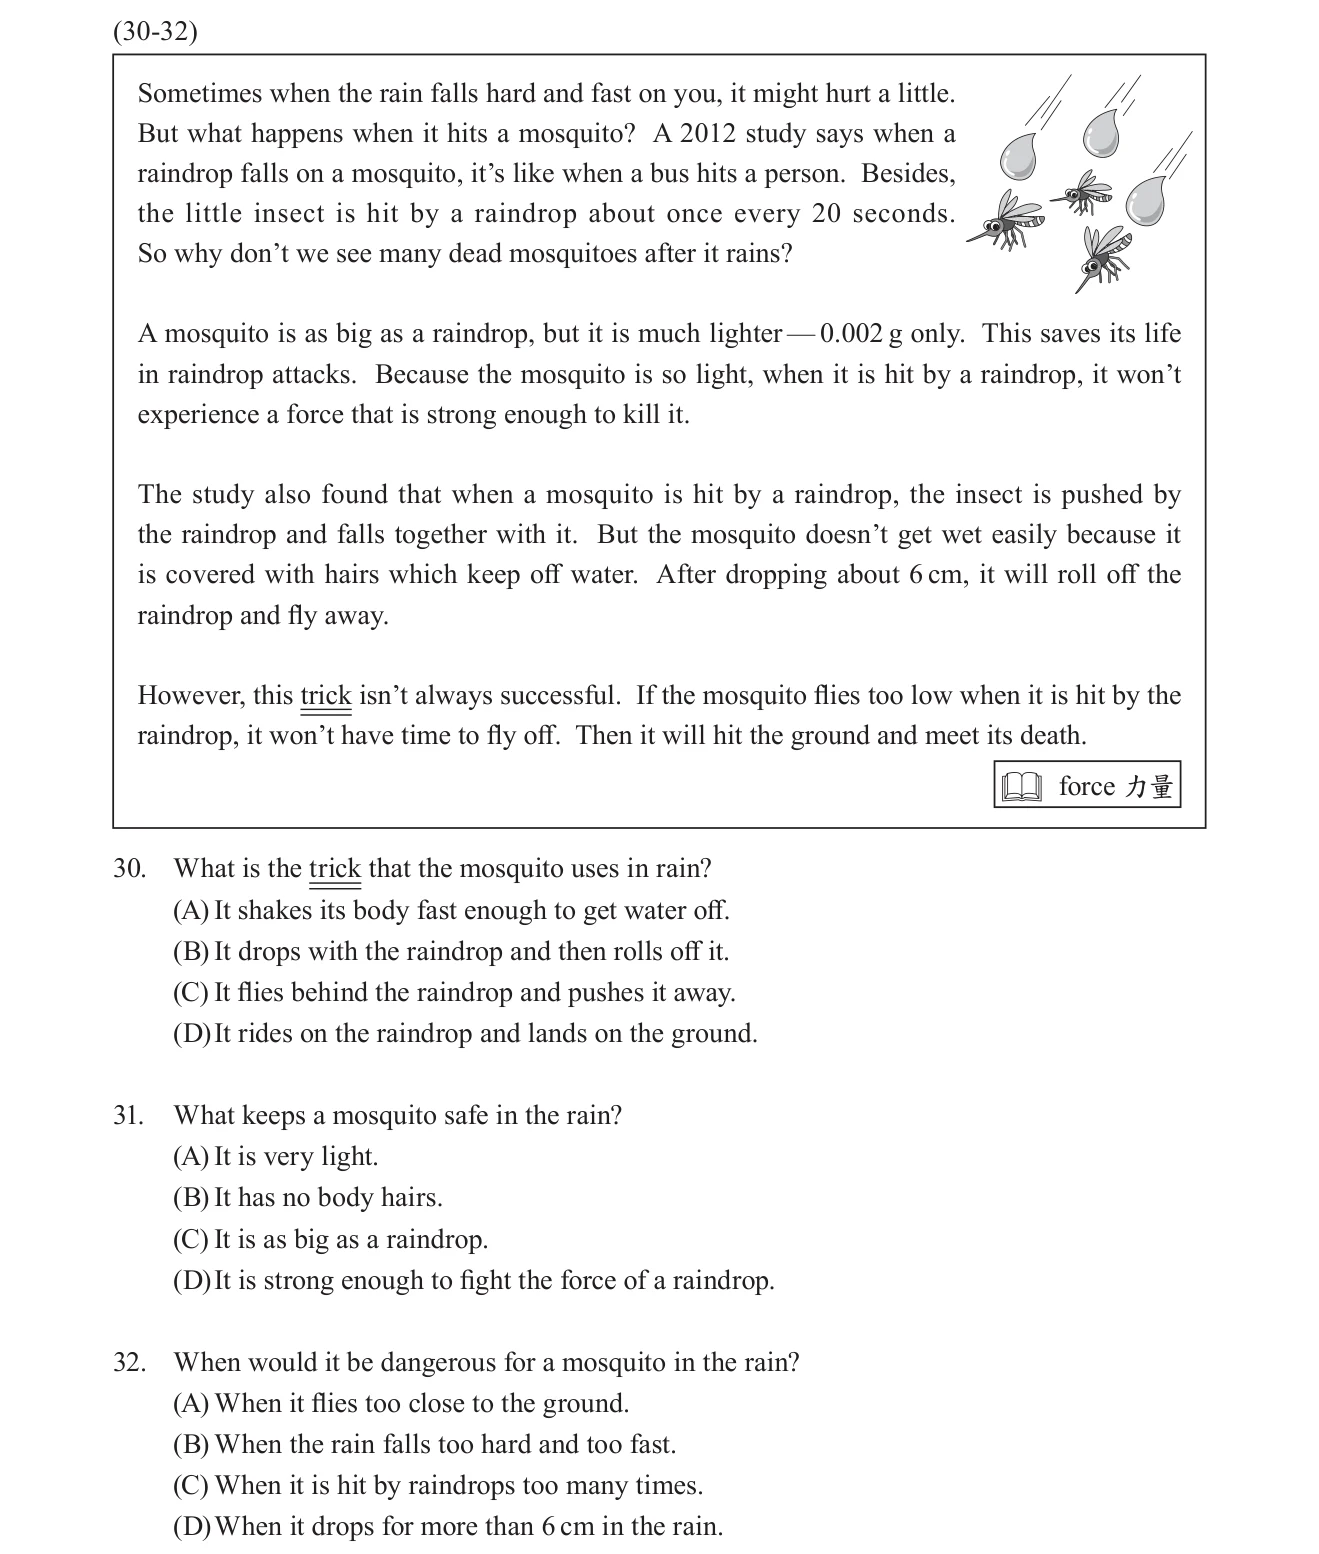 (30-32)
Sometimes when the rain falls hard and fast on you, it might hurt a little.
But what happens when it hits a mosquito? A 2012 study says when a
raindrop falls on a mosquito, it’s like when a bus hits a person. Besides,
the little insect is hit by a raindrop about once every 20 seconds.
So why don’t we see many dead mosquitoes after it rains?
A mosquito is as big as a raindrop, but it is much lighter—0.002 g only. This saves its life
in raindrop attacks. Because the mosquito is so light, when it is hit by a raindrop, it won’t
experience a force that is strong enough to kill it.
The study also found that when a mosquito is hit by a raindrop, the insect is pushed by
the raindrop and falls together with it. But the mosquito doesn’t get wet easily because it
is covered with hairs which keep off water. After dropping about 6 cm, it will roll off the
raindrop and fly away.
However, this trick isn’t always successful. If the mosquito flies too low when it is hit by the
raindrop, it won’t have time to fly off. Then it will hit the ground and meet its death.
force 力量
30. What is the trick that the mosquito uses in rain?
(A) It shakes its body fast enough to get water off.
(B) It drops with the raindrop and then rolls off it.
(C) It flies behind the raindrop and pushes it away.
(D) It rides on the raindrop and lands on the ground.
31. What keeps a mosquito safe in the rain?
(A) It is very light.
(B) It has no body hairs.
(C) It is as big as a raindrop.
(D) It is strong enough to fight the force of a raindrop.
32. When would it be dangerous for a mosquito in the rain?
(A) When it flies too close to the ground.
(B) When the rain falls too hard and too fast.
(C) When it is hit by raindrops too many times.
(D) When it drops for more than 6 cm in the rain.